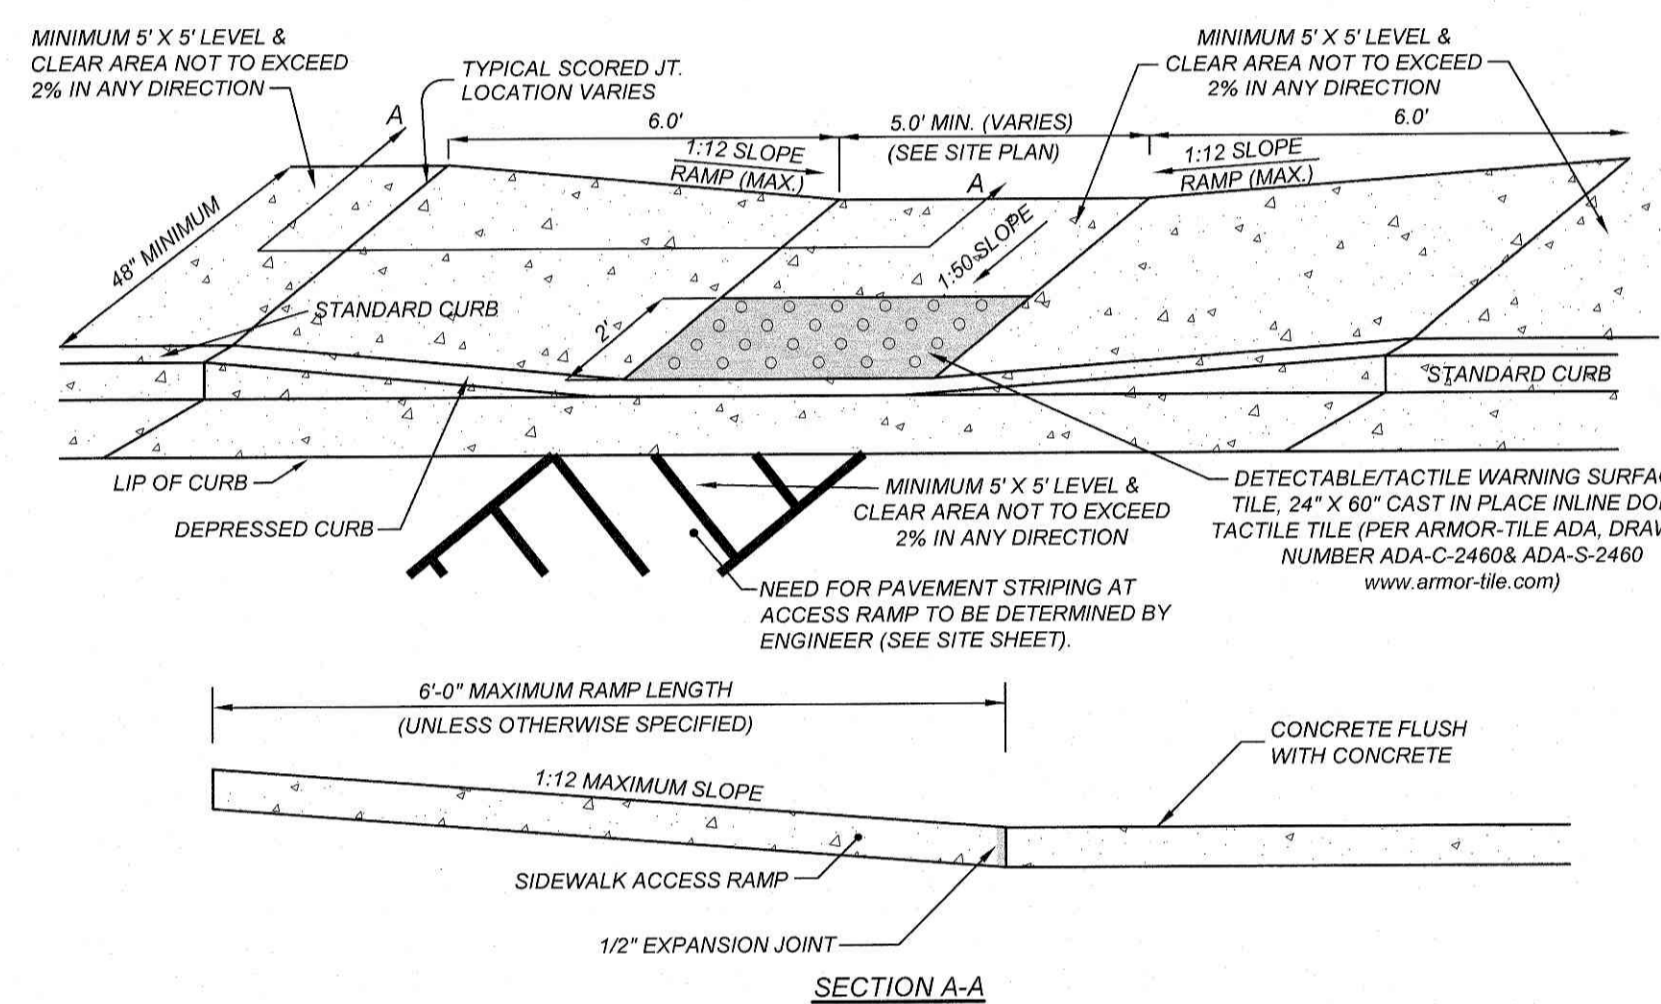 MINIMUM 5' X 5' LEVEL &
CLEAR AREA NOT TO EXCEED
2% IN ANY DIRECTION
TYPICAL SCORED JT.
LOCATION VARIES
MINIMUM 5' X 5' LEVEL &
CLEAR AREA NOT TO EXCEED
2% IN ANY DIRECTION
A
6.0'
5.0' MIN. (VARIES)
(SEE SITE PLAN)
6.0'
1:12 SLOPE
RAMP (MAX.)
1:12 SLOPE
RAMP (MAX.)
A
48" MINIMUM
1:50 SLOPE
STANDARD CURB
2'
STANDARD CURB
LIP OF CURB
DEPRESSED CURB
MINIMUM 5' X 5' LEVEL &
CLEAR AREA NOT TO EXCEED
2% IN ANY DIRECTION
DETECTABLE/TACTILE WARNING
TILE, 24" X 60" CAST IN PLACE INLINE
TACTILE TILE (PER ARMOR-TILE ADA,
NUMBER ADA-C-2460& ADA-S-2460
www.armor-tile.com)
NEED FOR PAVEMENT STRIPING AT
ACCESS RAMP TO BE DETERMINED BY
ENGINEER (SEE SITE SHEET).
6'-0" MAXIMUM RAMP LENGTH
(UNLESS OTHERWISE SPECIFIED)
CONCRETE FLUSH
WITH CONCRETE
1:12 MAXIMUM SLOPE
SIDEWALK ACCESS RAMP
1/2" EXPANSION JOINT
SECTION A-A